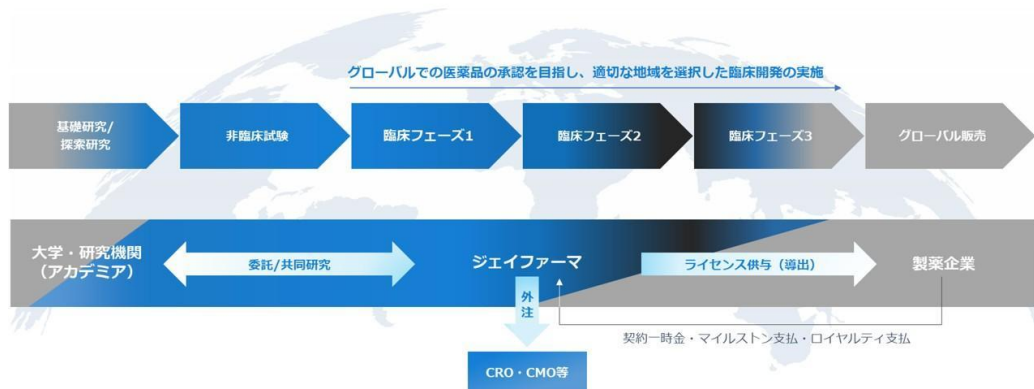 グローバルでの医薬品の承認を目指し、適切な地域を選択した臨床開発の実施
基礎研究/
探索研究
非臨床試験
臨床フェーズ1
臨床フェーズ2
臨床フェーズ3
グローバル販売
大学・研究機関
（アカデミア）
委託/共同研究
ジェイファーマ
ライセンス供与（導出）
製薬企業
外
注
契約一時金・マイルストン支払・ロイヤルティ支払
CRO・CMO等